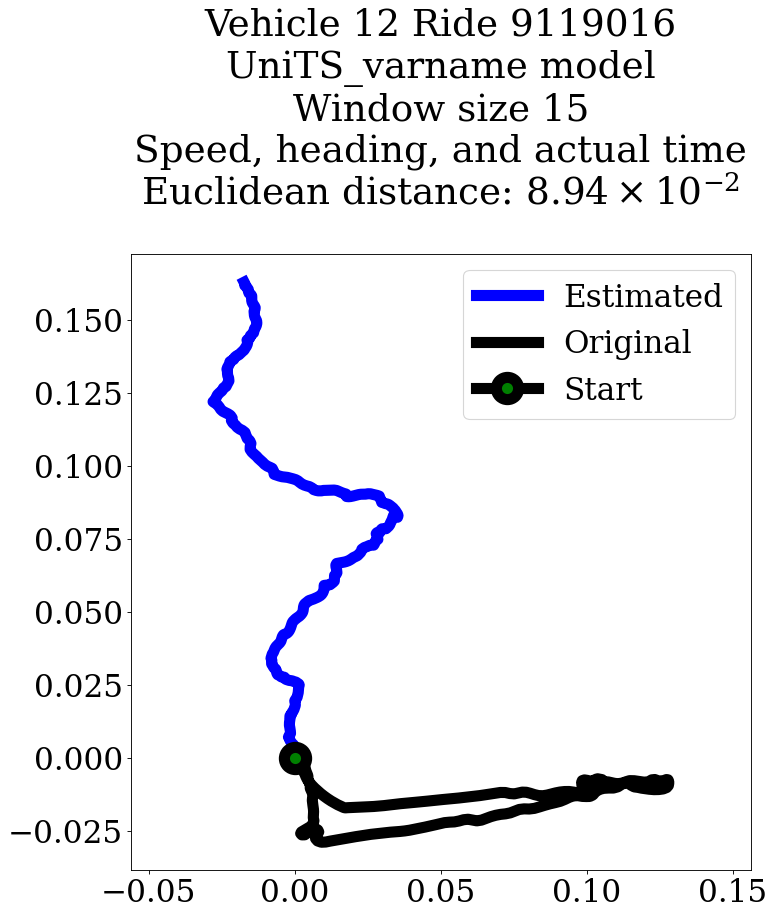 Vehicle 12 Ride 9119016
UniTS_varname model
Window size 15
Speed, heading, and actual time
Euclidean distance: 8.94 × 10⁻²
Estimated
Original
Start
0.150
0.125
0.100
0.075
0.050
0.025
0.000
−0.025
−0.05 0.00 0.05 0.10 0.15